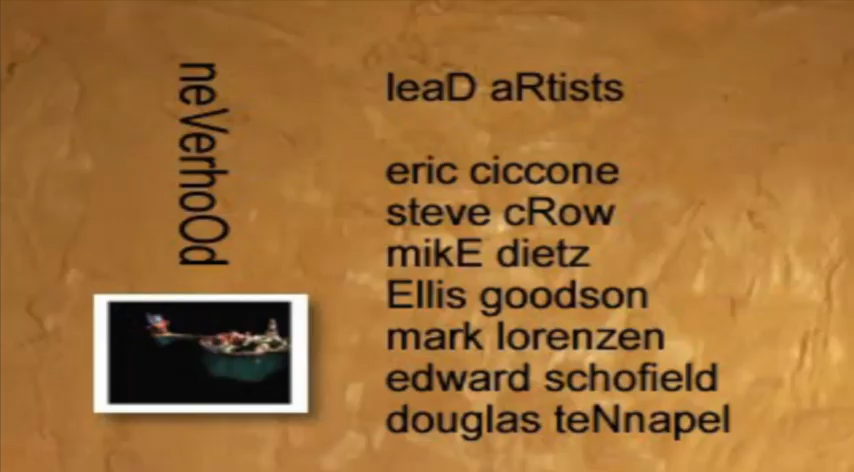 neVerhoOd
leaD aRtists
eric ciccone
steve cRow
mikE dietz
Ellis goodson
mark lorenzen
edward schofield
douglas teNnapel